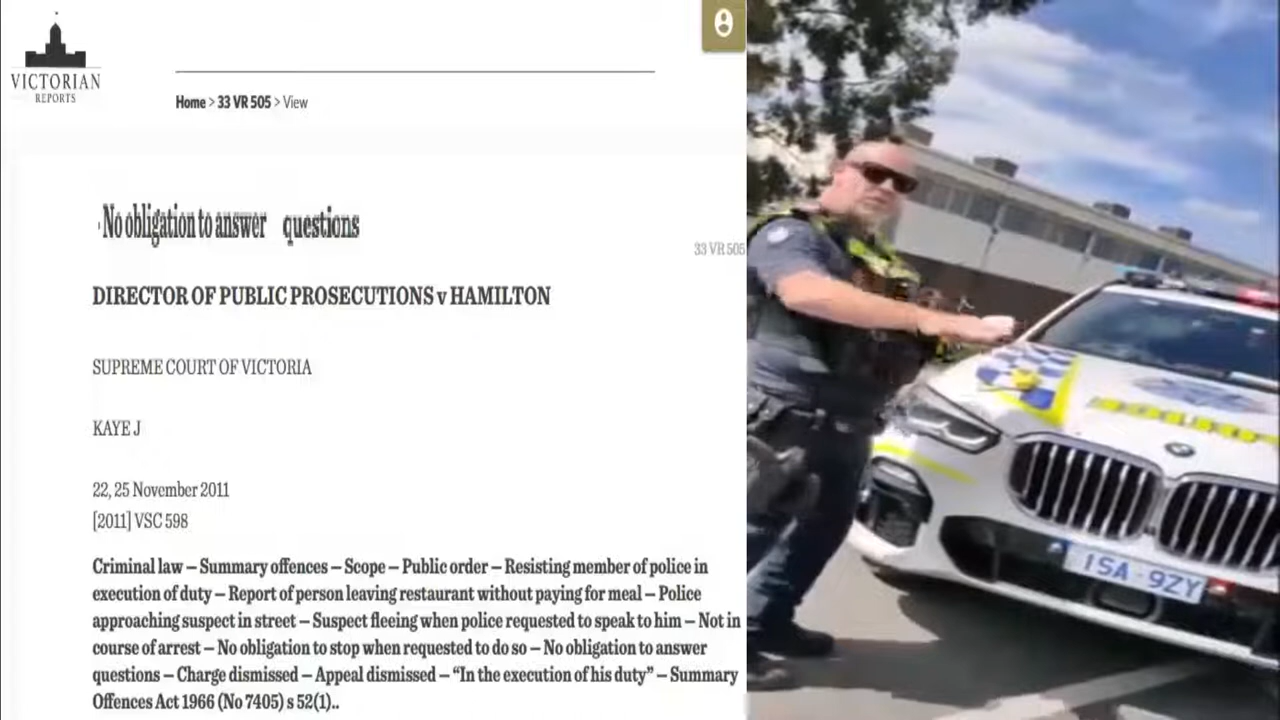 VICTORIAN
REPORTS
Home > 33 VR 505 > View
No obligation to answer questions
33 VR 505
DIRECTOR OF PUBLIC PROSECUTIONS v HAMILTON
SUPREME COURT OF VICTORIA
KAYE J
22, 25 November 2011
[2011] VSC 598
Criminal law – Summary offences – Scope – Public order – Resisting member of police in
execution of duty – Report of person leaving restaurant without paying for meal – Police
approaching suspect in street – Suspect fleeing when police requested to speak to him – Not in
course of arrest – No obligation to stop when requested to do so – No obligation to answer
questions – Charge dismissed – Appeal dismissed – “In the execution of his duty” – Summary
Offences Act 1966 (No 7405) s 52(1)..